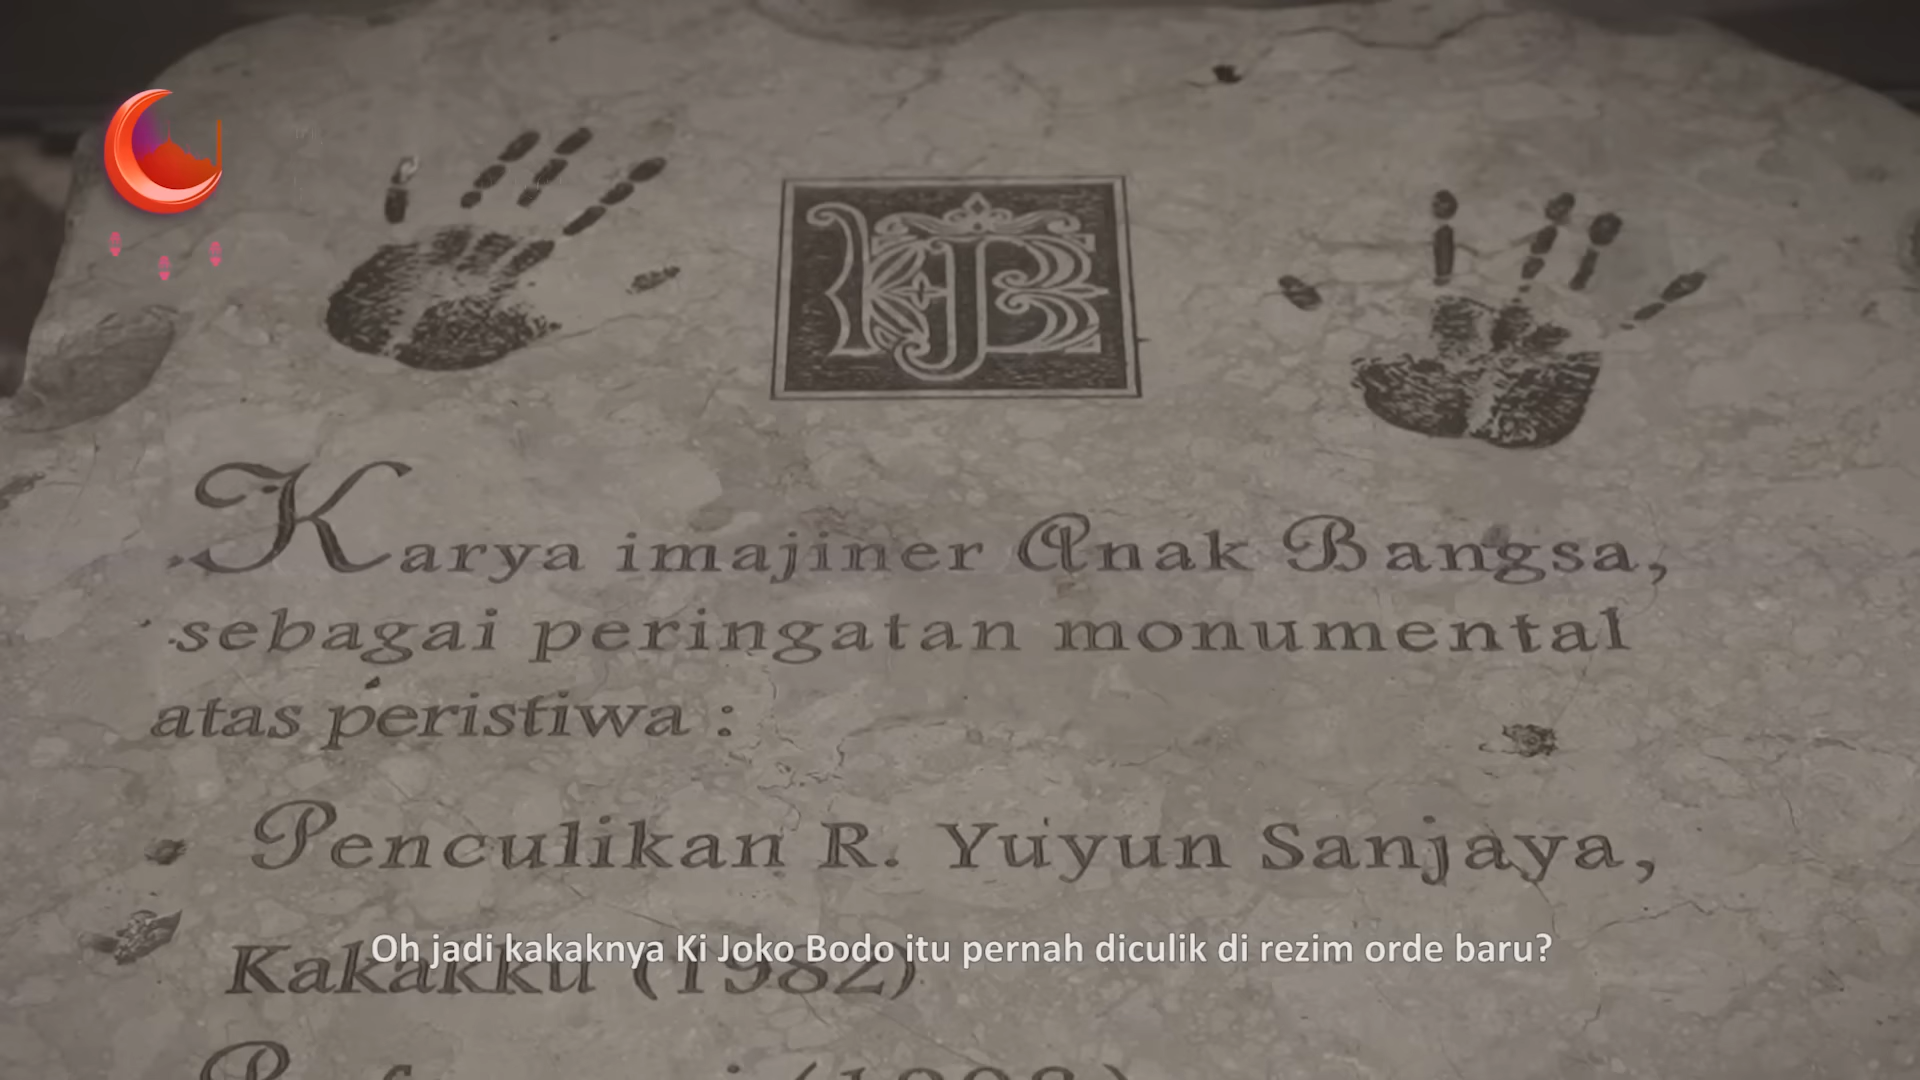 KJB
Karya imajiner Anak Bangsa,
sebagai peringatan monumental
atas peristiwa :
Penculikan R. Yuyun Sanjaya,
Kakakku (1982)
Oh jadi kakaknya Ki Joko Bodo itu pernah diculik di rezim orde baru?